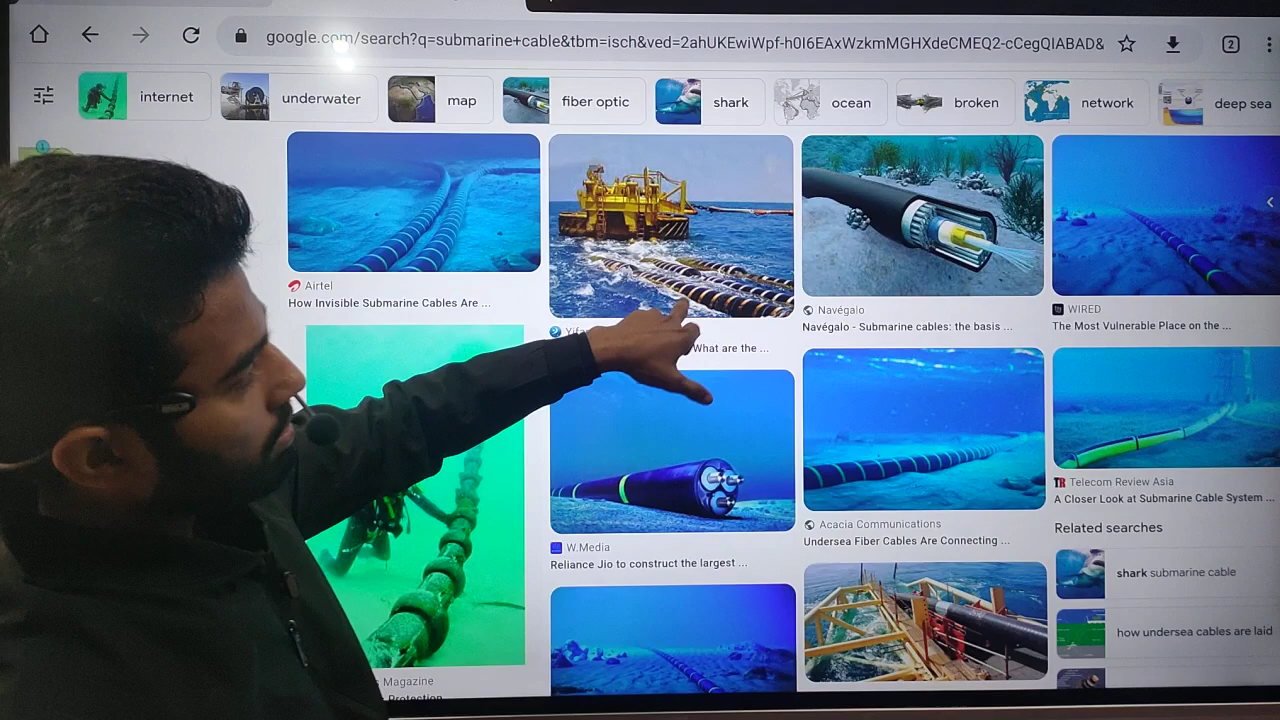 google.com/search?q=submarine+cable&tbm=isch&ved=2ahUKEwiWpf-h0I6EAxWzkmMGHXdeCMEQ2-cCegQIABAD&
2
internet
underwater
map
fiber optic
shark
ocean
broken
network
deep sea
Airtel
How Invisible Submarine Cables Are ...
What are the ...
Navégalo
Navégalo - Submarine cables: the basis ...
WIRED
The Most Vulnerable Place on the ...
W.Media
Reliance Jio to construct the largest ...
Acacia Communications
Undersea Fiber Cables Are Connecting ...
Telecom Review Asia
A Closer Look at Submarine Cable System ...
Related searches
shark submarine cable
how undersea cables are laid
Magazine
Protection